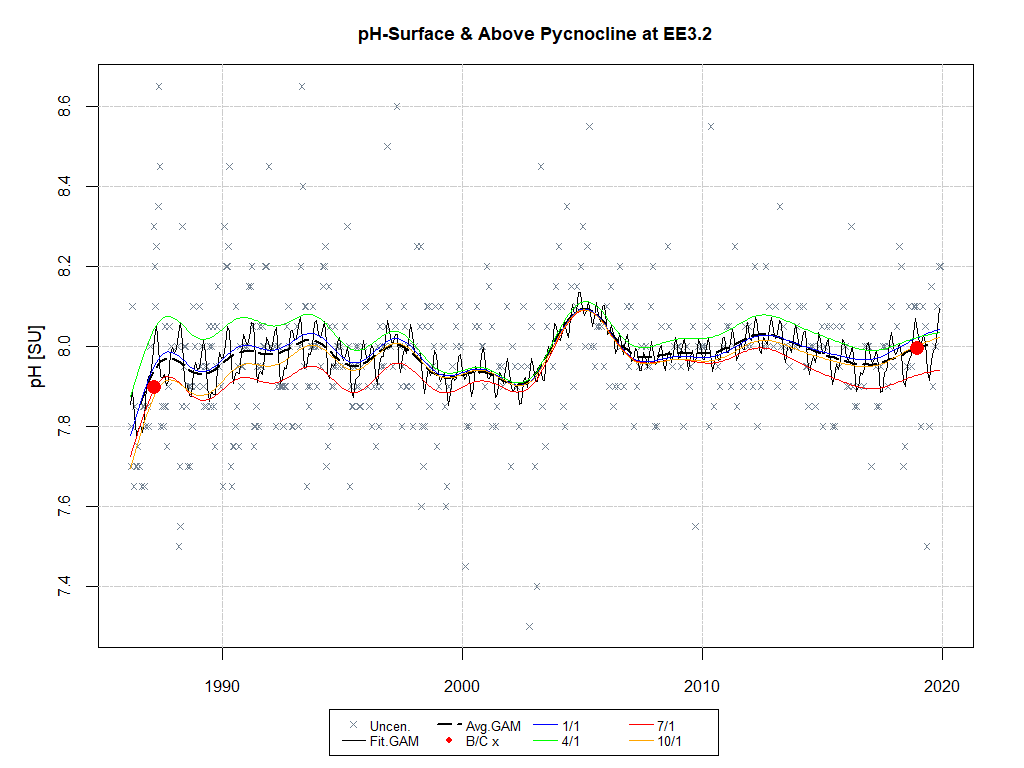 pH-Surface & Above Pycnocline at EE3.2
pH [SU]
8.6
8.4
8.2
8.0
7.8
7.6
7.4
1990 2000 2010 2020
Uncen. Avg.GAM 1/1 7/1
Fit.GAM B/C x 4/1 10/1